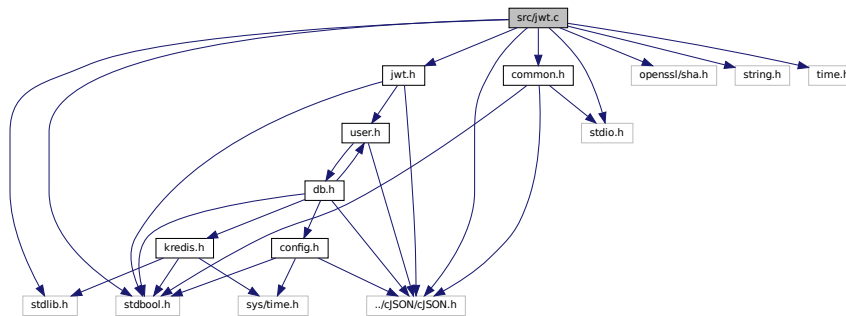 src/jwt.c
jwt.h
common.h
openssl/sha.h
string.h
time.h
user.h
stdio.h
db.h
kredis.h
config.h
stdlib.h
stdbool.h
sys/time.h
../cJSON/cJSON.h